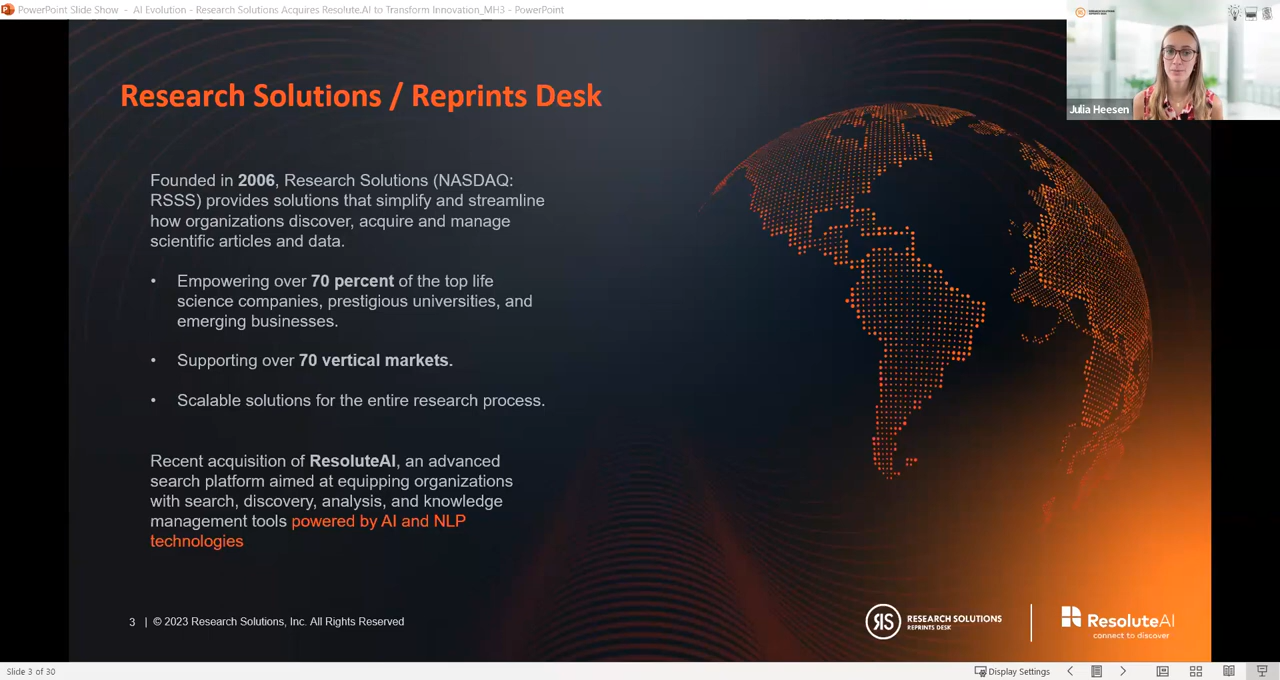 PowerPoint Slide Show - AI Evolution - Research Solutions Acquires Resolute.AI to Transform Innovation_MH3 - PowerPoint
Julia Heesen
Research Solutions / Reprints Desk
Founded in 2006, Research Solutions (NASDAQ:
RSSS) provides solutions that simplify and streamline
how organizations discover, acquire and manage
scientific articles and data.
• Empowering over 70 percent of the top life
science companies, prestigious universities, and
emerging businesses.
• Supporting over 70 vertical markets.
• Scalable solutions for the entire research process.
Recent acquisition of ResoluteAI, an advanced
search platform aimed at equipping organizations
with search, discovery, analysis, and knowledge
management tools powered by AI and NLP
technologies
3 | © 2023 Research Solutions, Inc. All Rights Reserved
RESEARCH SOLUTIONS
REPRINTS DESK
ResoluteAI
connect to discover
Slide 3 of 30
Display Settings